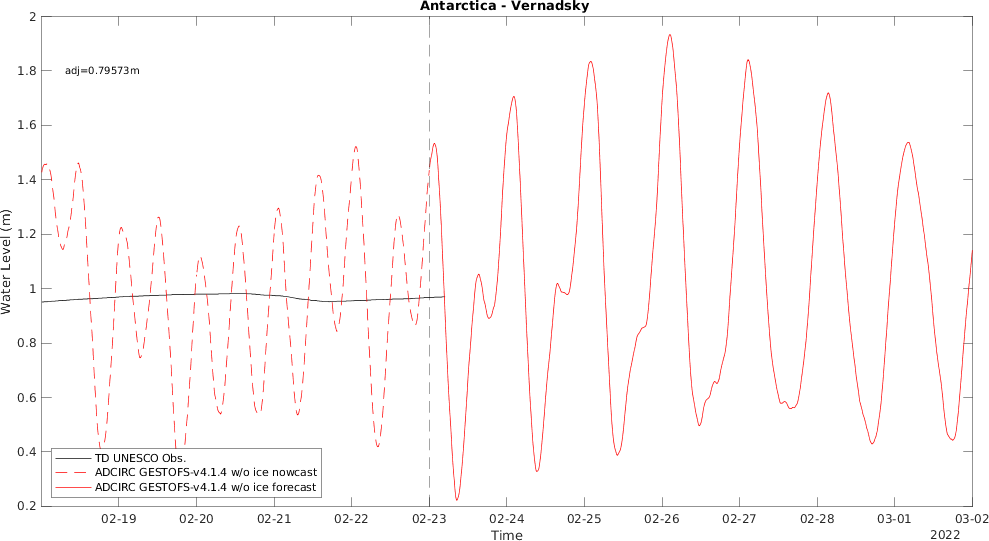 Antarctica - Vernadsky
2
1.8
1.6
1.4
1.2
1
0.8
0.6
0.4
0.2
Water Level (m)
adj=0.79573m
TD UNESCO Obs.
ADCIRC GESTOFS-v4.1.4 w/o ice nowcast
ADCIRC GESTOFS-v4.1.4 w/o ice forecast
02-19 02-20 02-21 02-22 02-23 02-24 02-25 02-26 02-27 02-28 03-01 03-02
Time
2022